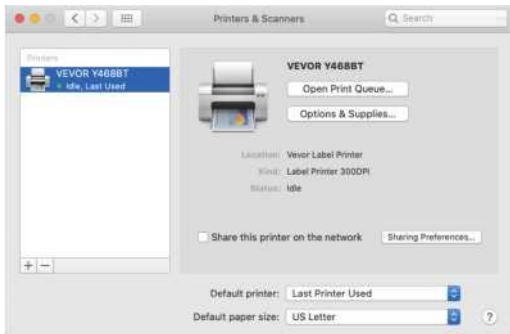 Printers & Scanners
Search
Printers
VEVOR Y468BT
Idle, Last Used
VEVOR Y468BT
Open Print Queue...
Options & Supplies...
Location: Vevor Label Printer
Kind: Label Printer 300DPI
Status: Idle
Share this printer on the network
Sharing Preferences...
+ −
Default printer: Last Printer Used
Default paper size: US Letter
?